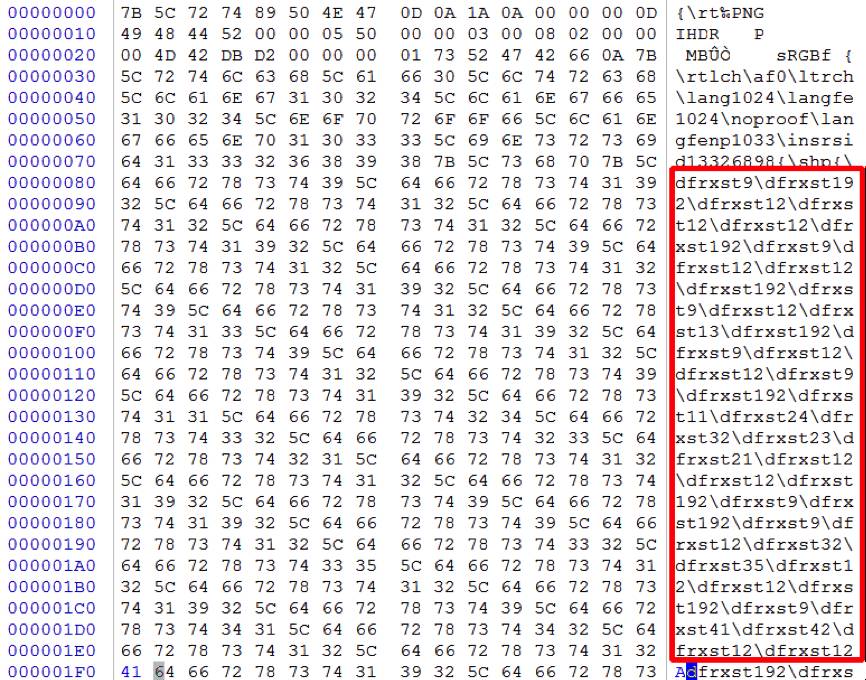 00000000 7B 5C 72 74 89 50 4E 47 0D 0A 1A 0A 00 00 00 0D {\rt‰PNG
00000010 49 48 44 52 00 00 05 50 00 00 03 00 08 02 00 00 IHDR P
00000020 00 4D 42 DB D2 00 00 00 01 73 52 47 42 66 0A 7B MBÛÒ sRGBf {
00000030 5C 72 74 6C 63 68 5C 61 66 30 5C 6C 74 72 63 68 \rtlch\af0\ltrch
00000040 5C 6C 61 6E 67 31 30 32 34 5C 6C 61 6E 67 66 65 \lang1024\langfe
00000050 31 30 32 34 5C 6E 6F 70 72 6F 6F 66 5C 6C 61 6E 1024\noproof\lan
00000060 67 66 65 6E 70 31 30 33 33 5C 69 6E 73 72 73 69 gfenp1033\insrsi
00000070 64 31 33 33 32 36 38 39 38 7B 5C 73 68 70 7B 5C d13326898{\shp{\
00000080 64 66 72 78 73 74 39 5C 64 66 72 78 73 74 31 39 dfrxst9\dfrxst19
00000090 32 5C 64 66 72 78 73 74 31 32 5C 64 66 72 78 73 2\dfrxst12\dfrxs
000000A0 74 31 32 5C 64 66 72 78 73 74 31 32 5C 64 66 72 t12\dfrxst12\dfr
000000B0 78 73 74 31 39 32 5C 64 66 72 78 73 74 39 5C 64 xst192\dfrxst9\d
000000C0 66 72 78 73 74 31 32 5C 64 66 72 78 73 74 31 32 frxst12\dfrxst12
000000D0 5C 64 66 72 78 73 74 31 39 32 5C 64 66 72 78 73 \dfrxst192\dfrxs
000000E0 74 39 5C 64 66 72 78 73 74 31 32 5C 64 66 72 78 t9\dfrxst12\dfrx
000000F0 73 74 31 33 5C 64 66 72 78 73 74 31 39 32 5C 64 st13\dfrxst192\d
00000100 66 72 78 73 74 39 5C 64 66 72 78 73 74 31 32 5C frxst9\dfrxst12\
00000110 64 66 72 78 73 74 31 32 5C 64 66 72 78 73 74 39 dfrxst12\dfrxst9
00000120 5C 64 66 72 78 73 74 31 39 32 5C 64 66 72 78 73 \dfrxst192\dfrxs
00000130 74 31 31 5C 64 66 72 78 73 74 32 34 5C 64 66 72 t11\dfrxst24\dfr
00000140 78 73 74 33 32 5C 64 66 72 78 73 74 32 33 5C 64 xst32\dfrxst23\d
00000150 66 72 78 73 74 32 31 5C 64 66 72 78 73 74 31 32 frxst21\dfrxst12
00000160 5C 64 66 72 78 73 74 31 32 5C 64 66 72 78 73 74 \dfrxst12\dfrxst
00000170 31 39 32 5C 64 66 72 78 73 74 39 5C 64 66 72 78 192\dfrxst9\dfrx
00000180 73 74 31 39 32 5C 64 66 72 78 73 74 39 5C 64 66 st192\dfrxst9\df
00000190 72 78 73 74 31 32 5C 64 66 72 78 73 74 33 32 5C rxst12\dfrxst32\
000001A0 64 66 72 78 73 74 33 35 5C 64 66 72 78 73 74 31 dfrxst35\dfrxst1
000001B0 32 5C 64 66 72 78 73 74 31 32 5C 64 66 72 78 73 2\dfrxst12\dfrxs
000001C0 74 31 39 32 5C 64 66 72 78 73 74 39 5C 64 66 72 t192\dfrxst9\dfr
000001D0 78 73 74 34 31 5C 64 66 72 78 73 74 34 32 5C 64 xst41\dfrxst42\d
000001E0 66 72 78 73 74 31 32 5C 64 66 72 78 73 74 31 32 frxst12\dfrxst12
000001F0 41 64 66 72 78 73 74 31 39 32 5C 64 66 72 78 73 Adfrxst192\dfrxs